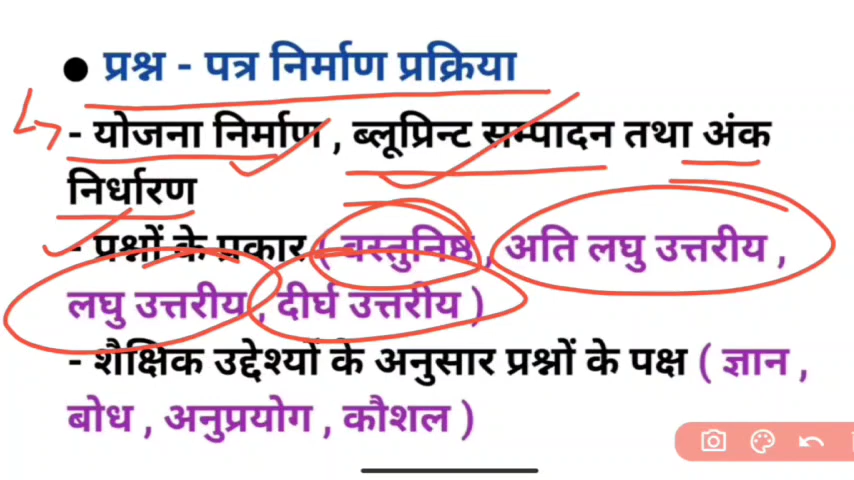 ● प्रश्न - पत्र निर्माण प्रक्रिया
- योजना निर्माण , ब्लूप्रिन्ट सम्पादन तथा अंक
निर्धारण
- प्रश्नों के प्रकार ( वस्तुनिष्ठ , अति लघु उत्तरीय ,
लघु उत्तरीय , दीर्घ उत्तरीय )
- शैक्षिक उद्देश्यों के अनुसार प्रश्नों के पक्ष ( ज्ञान ,
बोध , अनुप्रयोग , कौशल )